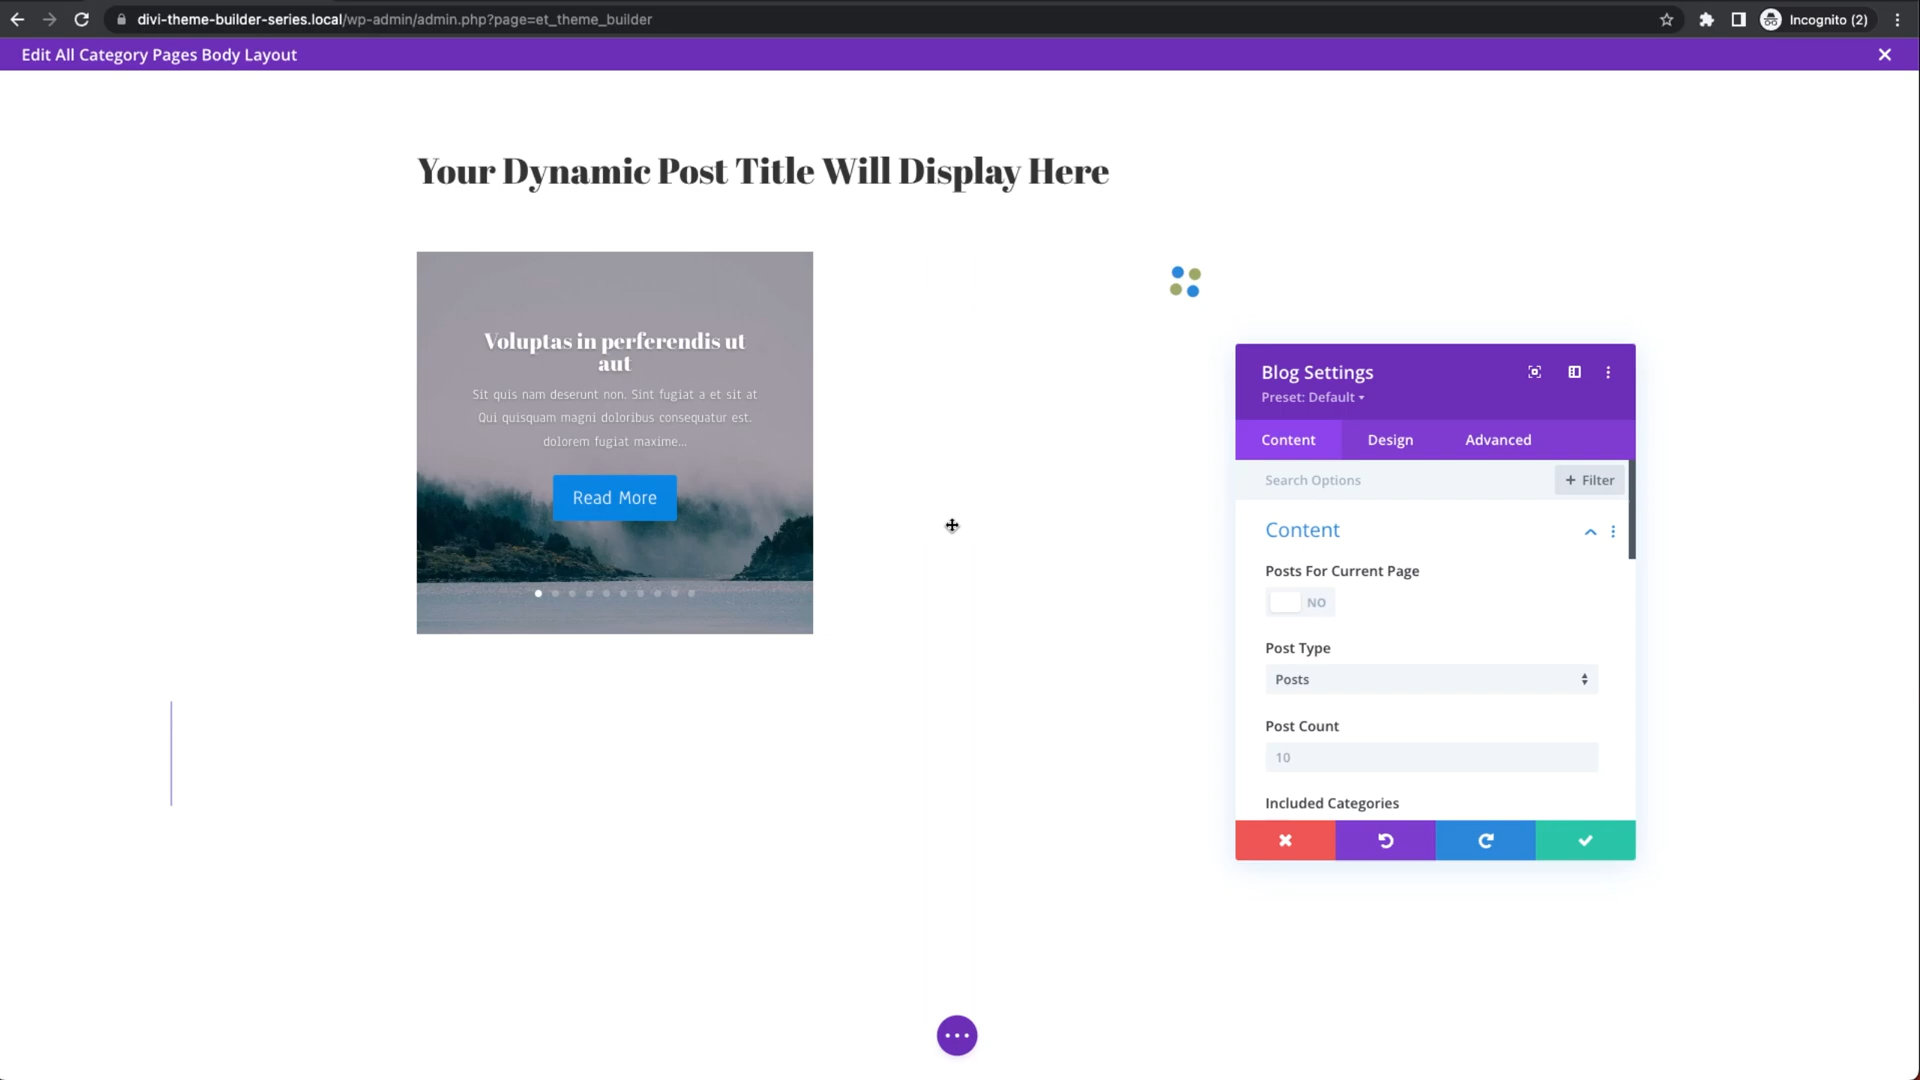 divi-theme-builder-series.local/wp-admin/admin.php?page=et_theme_builder
Incognito (2)
Edit All Category Pages Body Layout
Your Dynamic Post Title Will Display Here
Voluptas in perferendis ut
aut
Sit quis nam deserunt non. Sint fugiat a et sit at
Qui quisquam magni doloribus consequatur est.
dolorem fugiat maxime...
Read More
Blog Settings
Preset: Default
Content
Design
Advanced
Search Options
+ Filter
Content
Posts For Current Page
NO
Post Type
Posts
Post Count
10
Included Categories